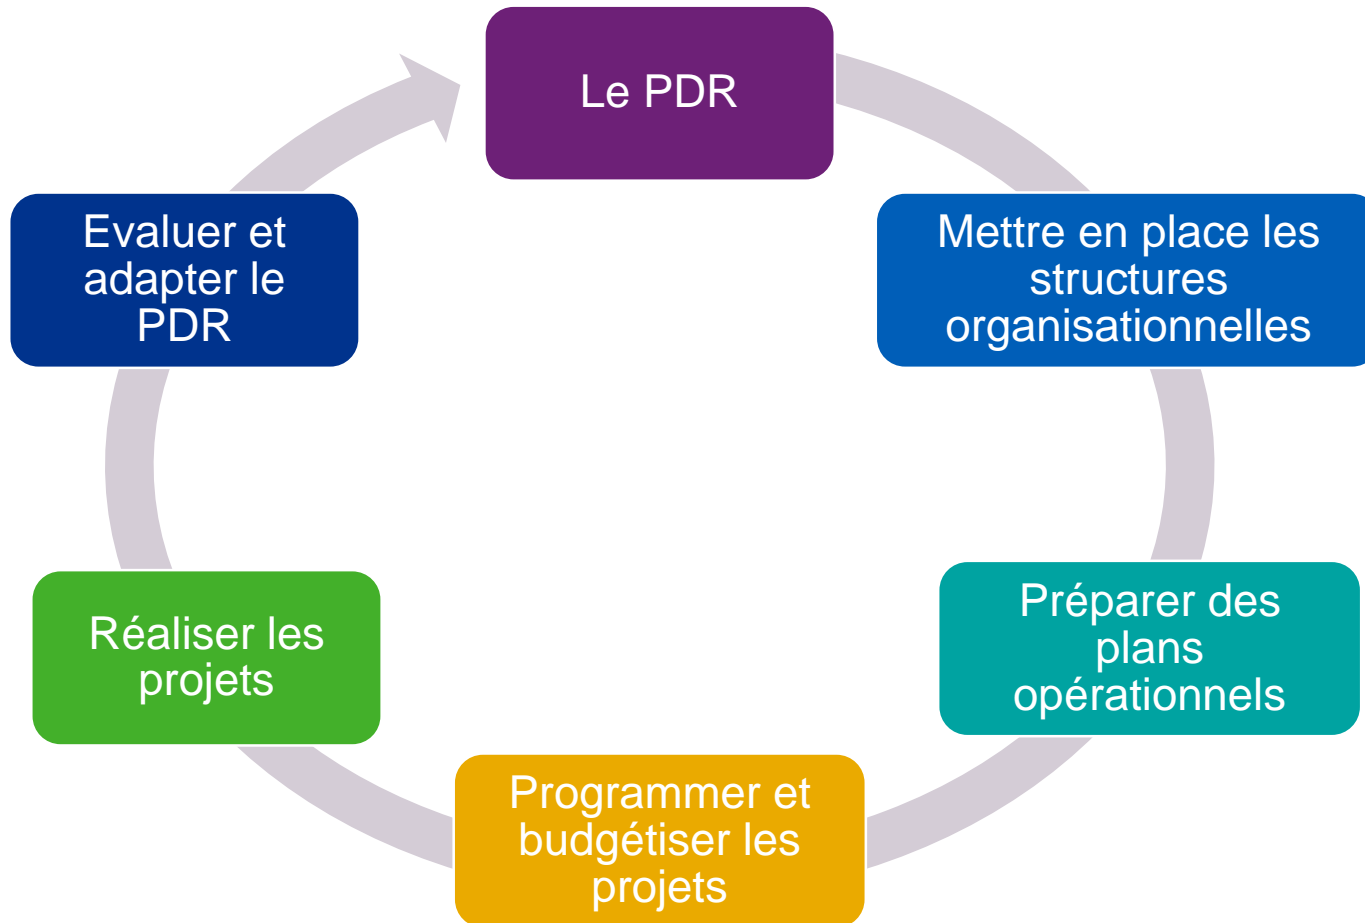 Le PDR
Mettre en place les
structures
organisationnelles
Préparer des
plans
opérationnels
Programmer et
budgétiser les
projets
Réaliser les
projets
Evaluer et
adapter le
PDR